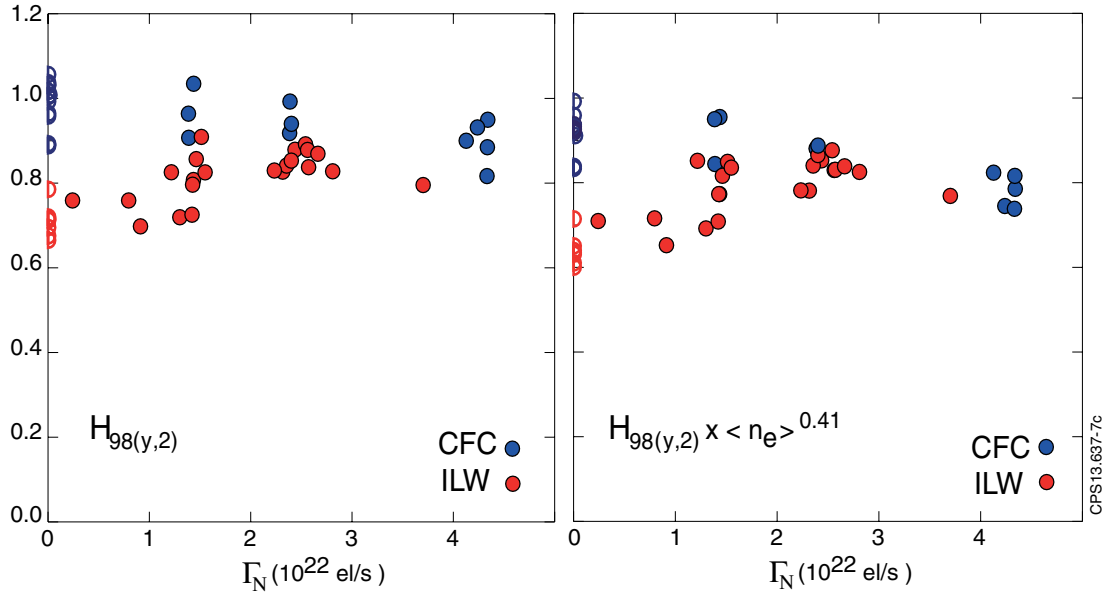 1.2
1.0
0.8
0.6
0.4
0.2
0.0
H98(y,2)
CFC
ILW
0 1 2 3 4
ΓN (10^22 el/s )
H98(y,2) x < ne >^0.41
CFC
ILW
0 1 2 3 4
ΓN (10^22 el/s )
CPS13.637-7c